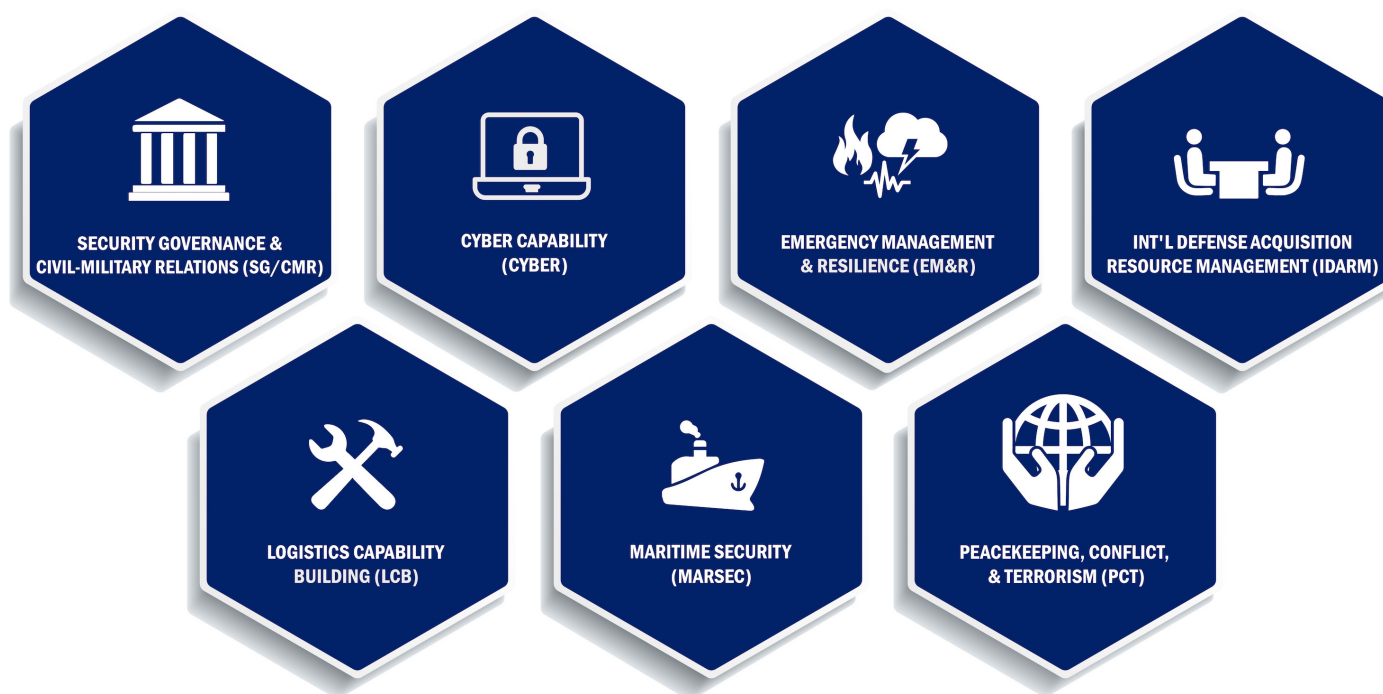 SECURITY GOVERNANCE &
CIVIL-MILITARY RELATIONS (SG/CMR)
CYBER CAPABILITY
(CYBER)
EMERGENCY MANAGEMENT
& RESILIENCE (EM&R)
INT'L DEFENSE ACQUISITION
RESOURCE MANAGEMENT (IDARM)
LOGISTICS CAPABILITY
BUILDING (LCB)
MARITIME SECURITY
(MARSEC)
PEACEKEEPING, CONFLICT,
& TERRORISM (PCT)